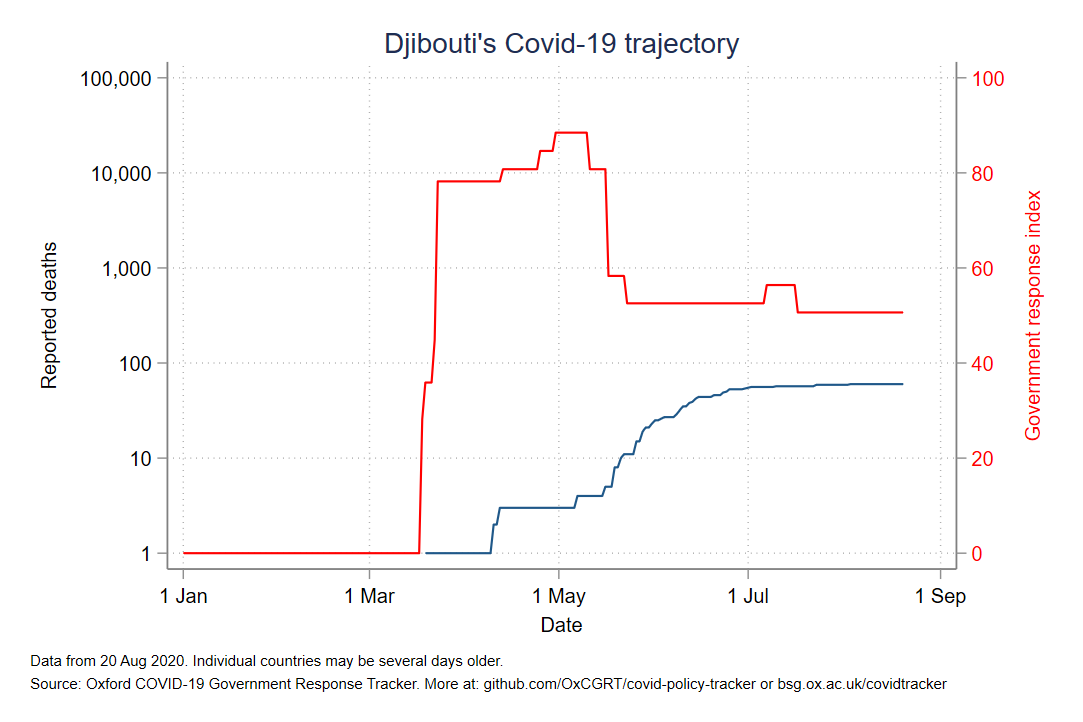 Djibouti's Covid-19 trajectory
100,000
10,000
1,000
100
10
1
Reported deaths
100
80
60
40
20
0
Government response index
1 Jan
1 Mar
1 May
1 Jul
1 Sep
Date
Data from 20 Aug 2020. Individual countries may be several days older.
Source: Oxford COVID-19 Government Response Tracker. More at: github.com/OxCGRT/covid-policy-tracker or bsg.ox.ac.uk/covidtracker